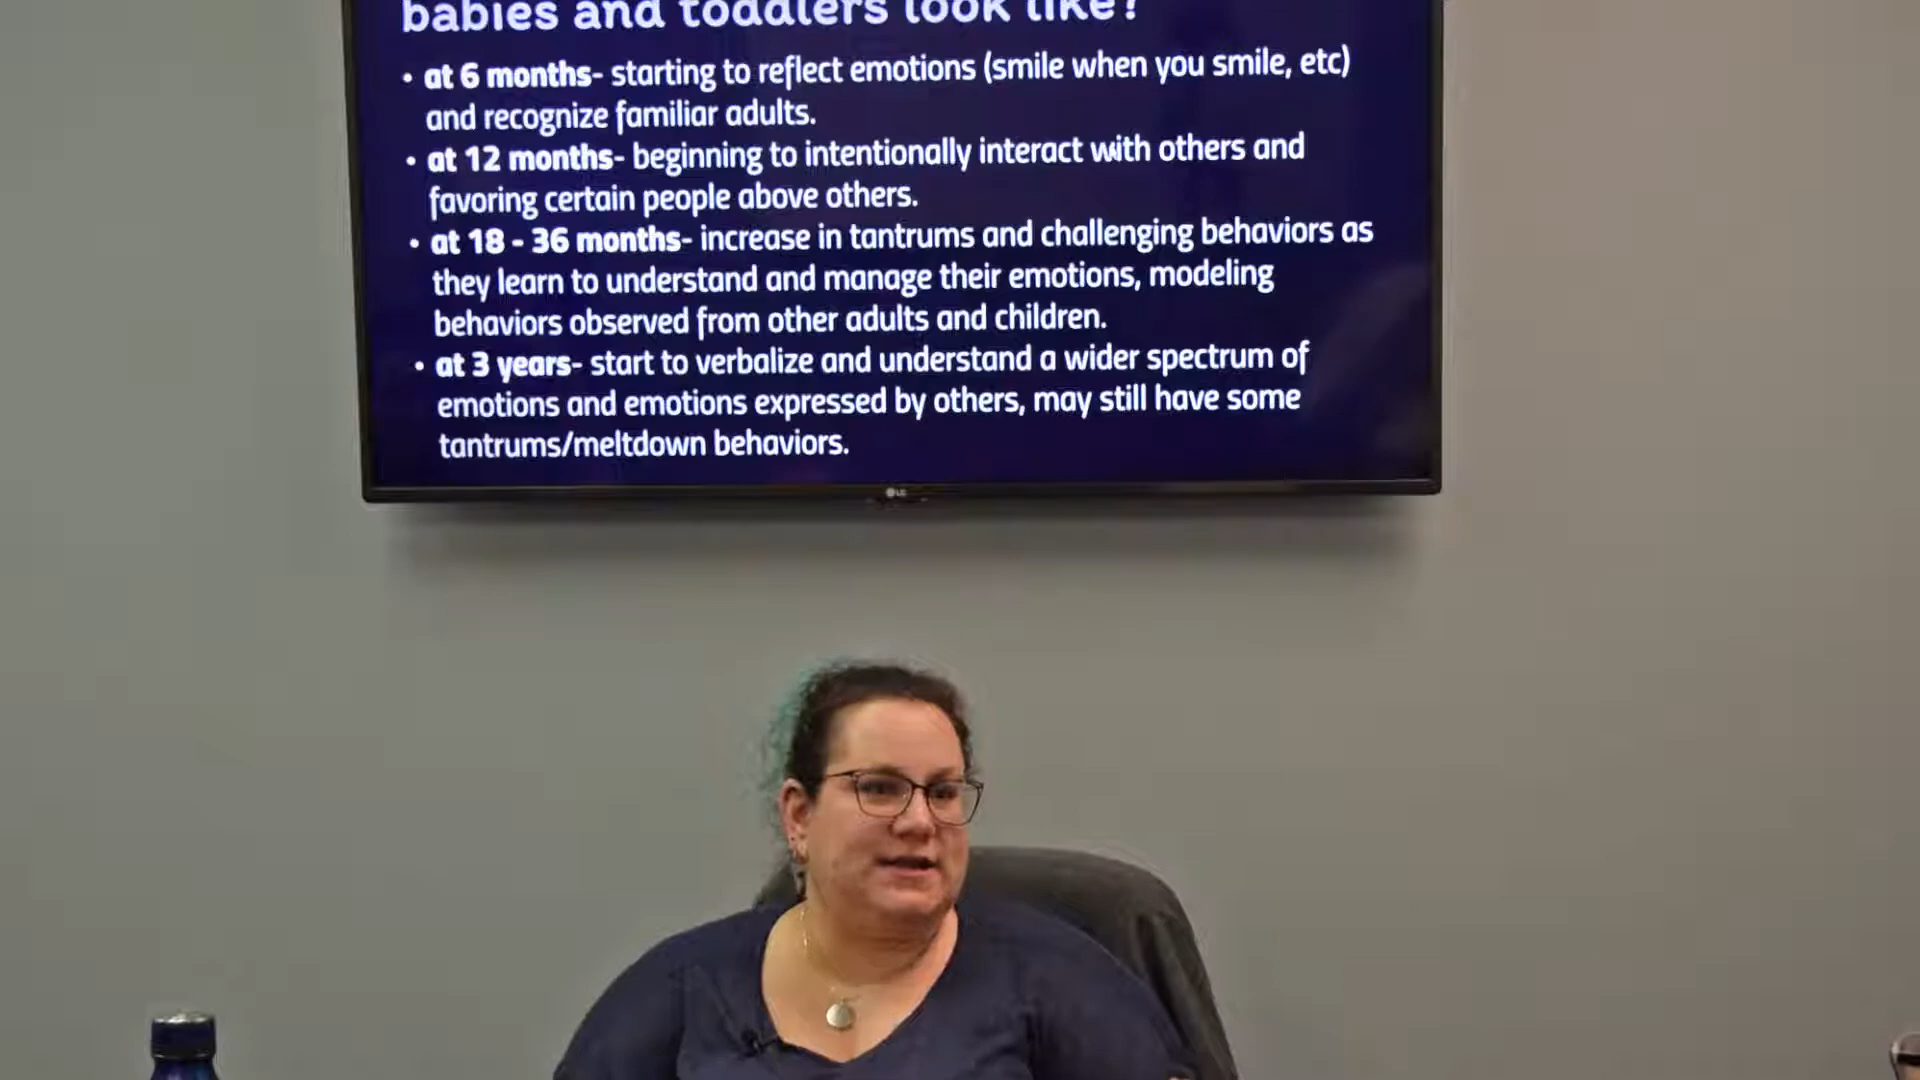 babies and toddlers look like?
• at 6 months- starting to reflect emotions (smile when you smile, etc)
and recognize familiar adults.
• at 12 months- beginning to intentionally interact with others and
favoring certain people above others.
• at 18 - 36 months- increase in tantrums and challenging behaviors as
they learn to understand and manage their emotions, modeling
behaviors observed from other adults and children.
• at 3 years- start to verbalize and understand a wider spectrum of
emotions and emotions expressed by others, may still have some
tantrums/meltdown behaviors.
LG